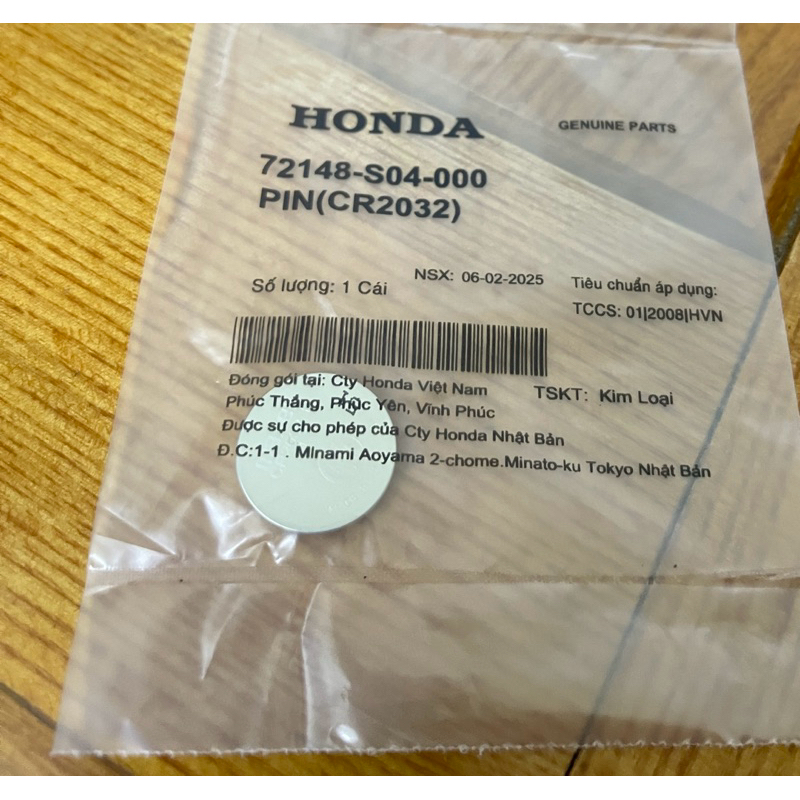 HONDA
GENUINE PARTS
72148-S04-000
PIN(CR2032)
Số lượng: 1 Cái
NSX: 06-02-2025
Tiêu chuẩn áp dụng:
TCCS: 01|2008|HVN
Đóng gói tại: Cty Honda Việt Nam
TSKT: Kim Loại
Phúc Thắng, Phúc Yên, Vĩnh Phúc
Được sự cho phép của Cty Honda Nhật Bản
Đ.C:1-1 . Minami Aoyama 2-chome.Minato-ku Tokyo Nhật Bản